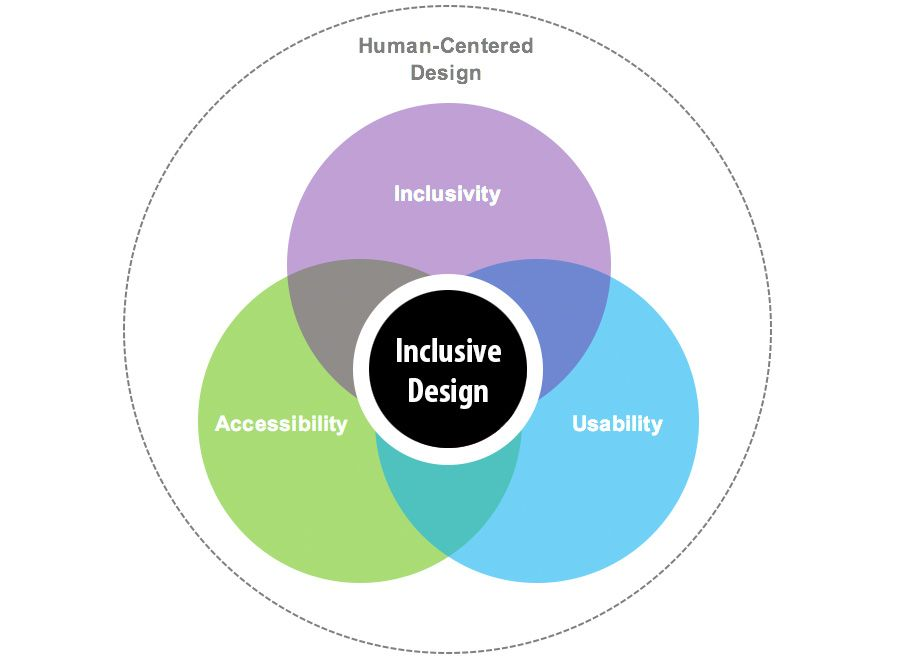 Human-Centered
Design
Inclusivity
Inclusive
Design
Accessibility
Usability